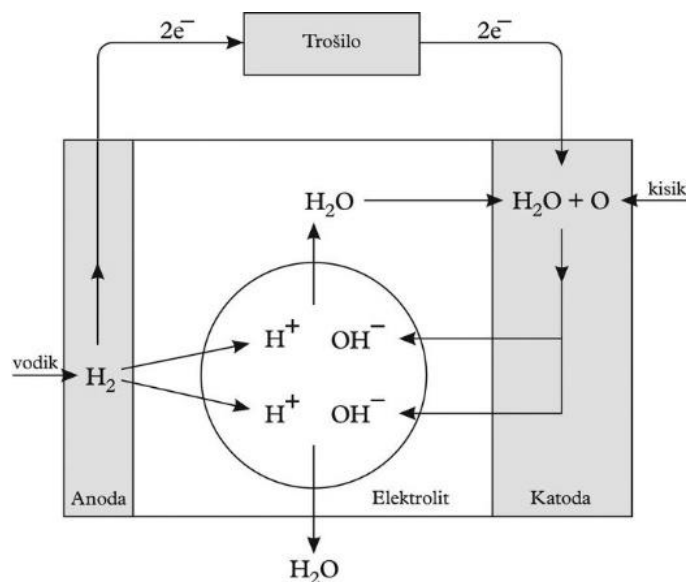 2e⁻
Trošilo
2e⁻
H₂O
H₂O + O
kisik
H⁺ OH⁻
vodik
H₂
H⁺ OH⁻
Anoda
Elektrolit
Katoda
H₂O